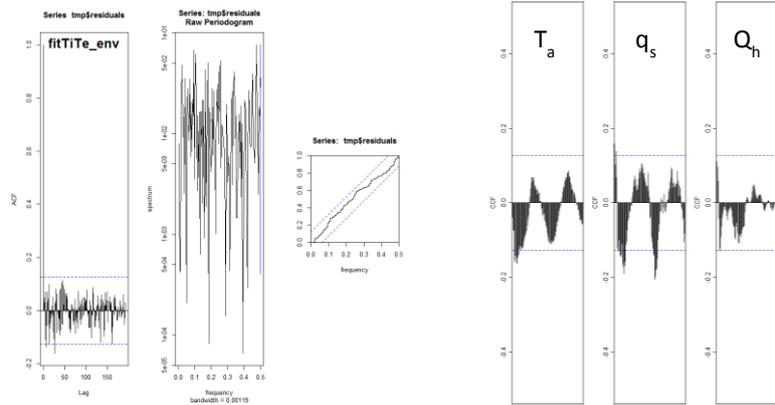 Series tmp$residuals
fitTiTe_env
ACF
1.0
0.8
0.6
0.4
0.2
0.0
-0.2
0 50 100 150
Lag
Series: tmp$residuals
Raw Periodogram
spectrum
1e-01
5e-02
1e-02
5e-03
1e-03
5e-04
1e-04
5e-05
0.0 0.1 0.2 0.3 0.4 0.5
frequency
bandwidth = 0.00119
Series: tmp$residuals
1.0
0.8
0.6
0.4
0.2
0.0
0.0 0.1 0.2 0.3 0.4 0.5
frequency
Ta
CCF
0.4
0.2
0.0
-0.2
-0.4
qs
CCF
0.4
0.2
0.0
-0.2
-0.4
Qh
CCF
0.4
0.2
0.0
-0.2
-0.4